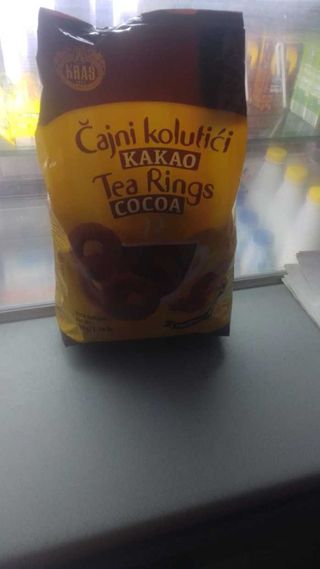 KRAŠ
Čajni kolutići
KAKAO
Tea Rings
COCOA